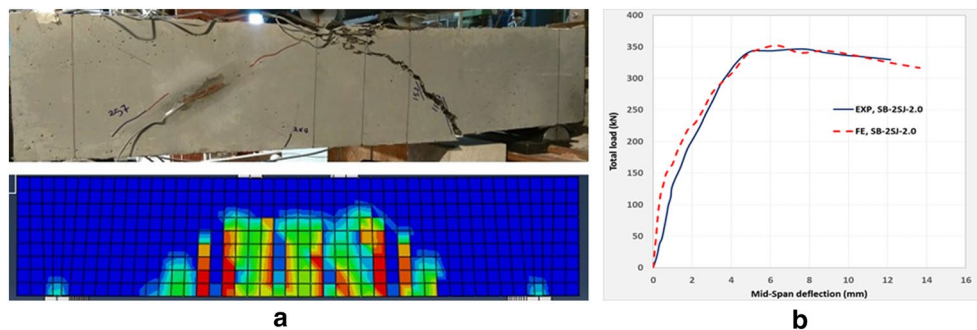 257
400
350
300
250
200
150
100
50
0
0 2 4 6 8 10 12 14 16
Total load (kN)
Mid-Span deflection (mm)
EXP, SB-2SJ-2.0
FE, SB-2SJ-2.0
a
b